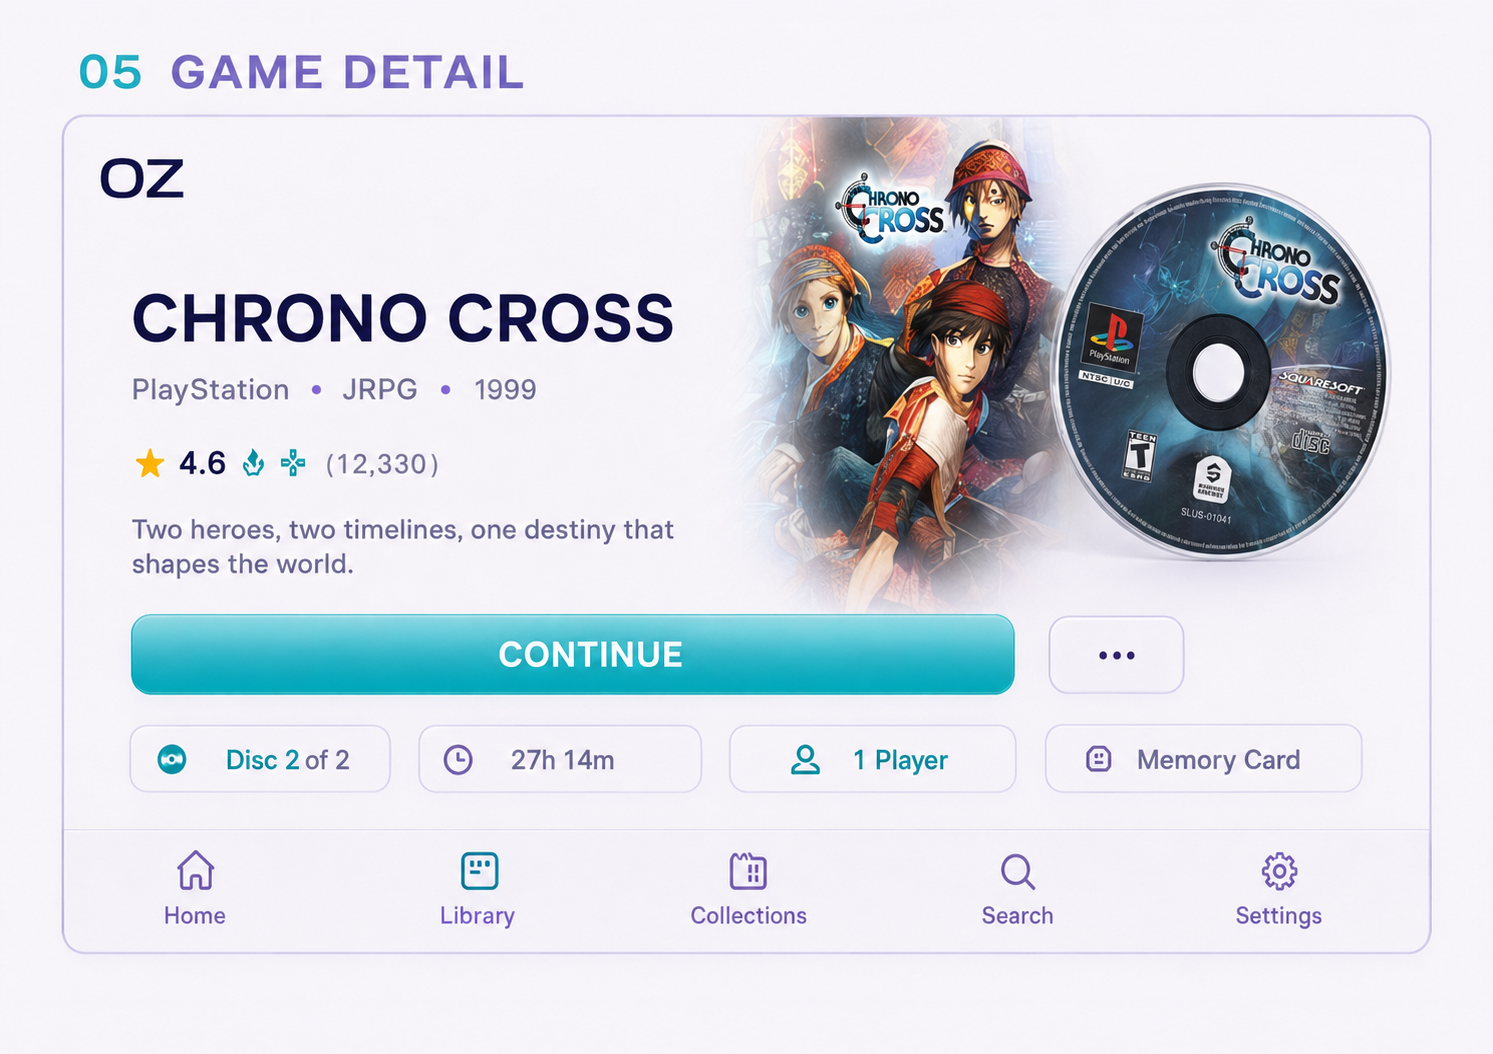 05 GAME DETAIL
OZ
CHRONO CROSS
CHRONO CROSS
PlayStation
NTSC U/C
SQUARESOFT
TEEN
T
ESRB
disc
SLUS-01041
CHRONO CROSS
PlayStation • JRPG • 1999
4.6 (12,330)
Two heroes, two timelines, one destiny that
shapes the world.
CONTINUE
•••
Disc 2 of 2
27h 14m
1 Player
Memory Card
Home
Library
Collections
Search
Settings